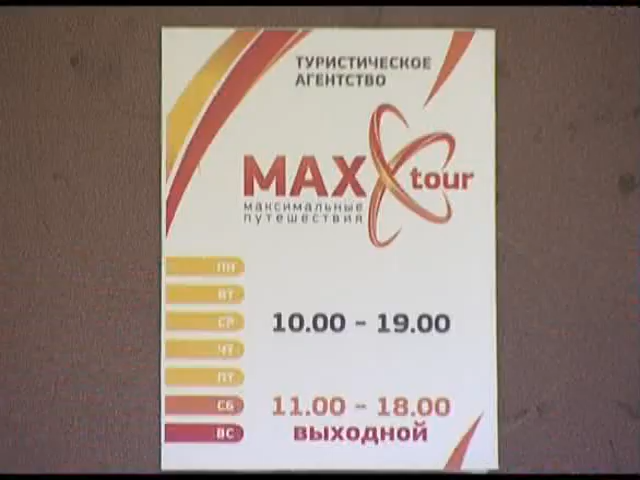 ТУРИСТИЧЕСКОЕ
АГЕНТСТВО
MAX tour
максимальные
путешествия
ПН
ВТ
СР 10.00 - 19.00
ЧТ
ПТ
СБ 11.00 - 18.00
ВС ВЫХОДНОЙ